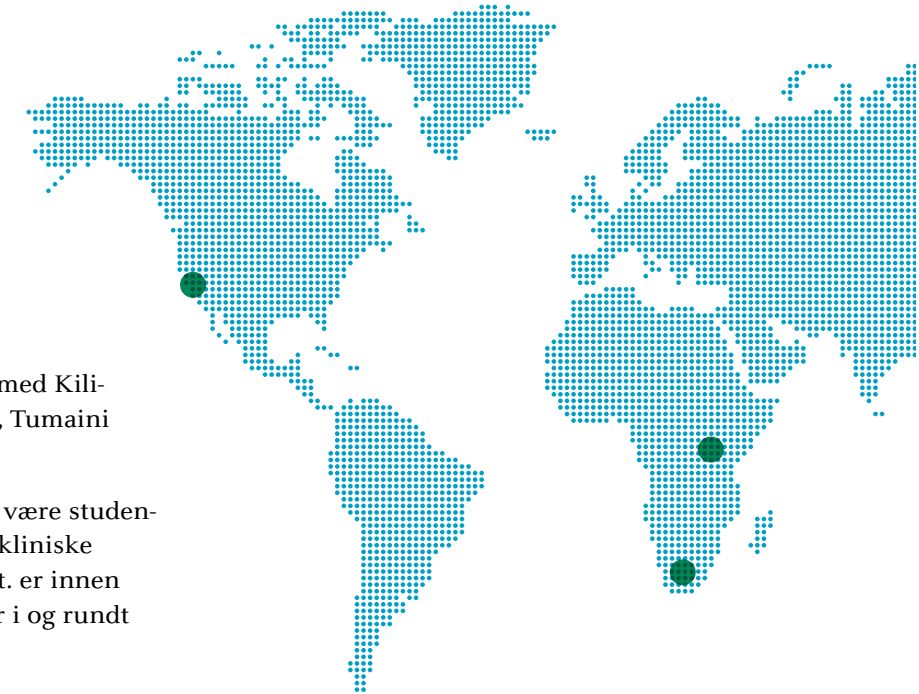 med Kili-
, Tumaini
være studen-
kliniske
t. er innen
r i og rundt